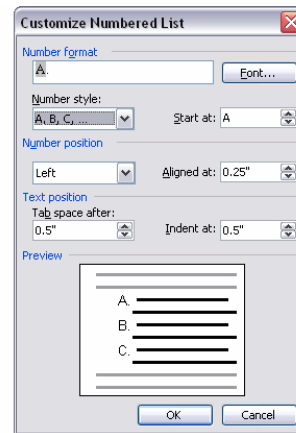 Customize Numbered List
Number format
A.
Font...
Number style:
A, B, C, ...
Start at: A
Number position
Left
Aligned at: 0.25"
Text position
Tab space after:
0.5"
Indent at: 0.5"
Preview
A.
B.
C.
OK
Cancel